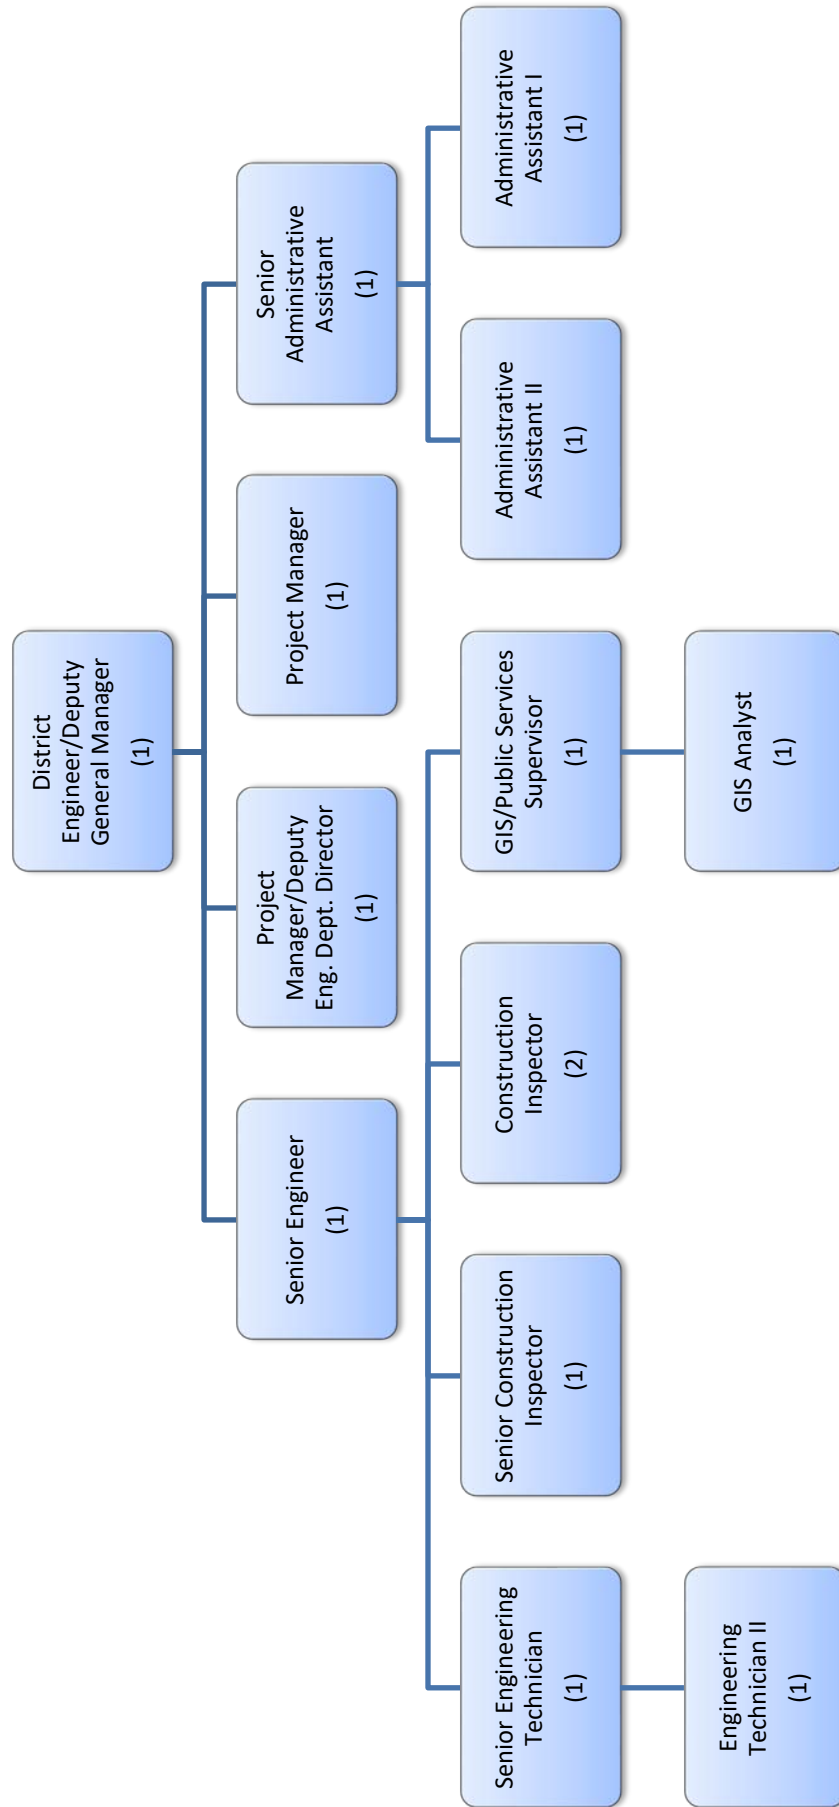 District
Engineer/Deputy
General Manager
(1)
Senior Engineer
(1)
Project
Manager/Deputy
Eng. Dept. Director
(1)
Project Manager
(1)
Senior
Administrative
Assistant
(1)
Senior Engineering
Technician
(1)
Senior Construction
Inspector
(1)
Construction
Inspector
(2)
GIS/Public Services
Supervisor
(1)
Administrative
Assistant II
(1)
Administrative
Assistant I
(1)
Engineering
Technician II
(1)
GIS Analyst
(1)